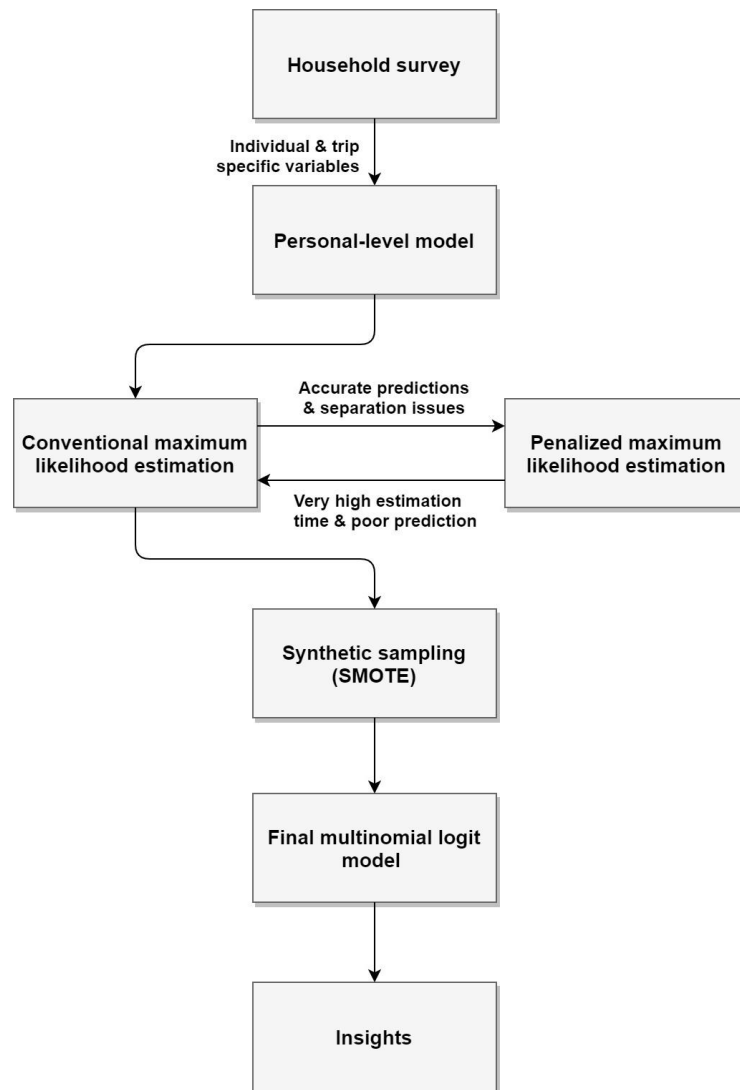 Household survey
Individual & trip
specific variables
Personal-level model
Accurate predictions
& separation issues
Conventional maximum
likelihood estimation
Penalized maximum
likelihood estimation
Very high estimation
time & poor prediction
Synthetic sampling
(SMOTE)
Final multinomial logit
model
Insights